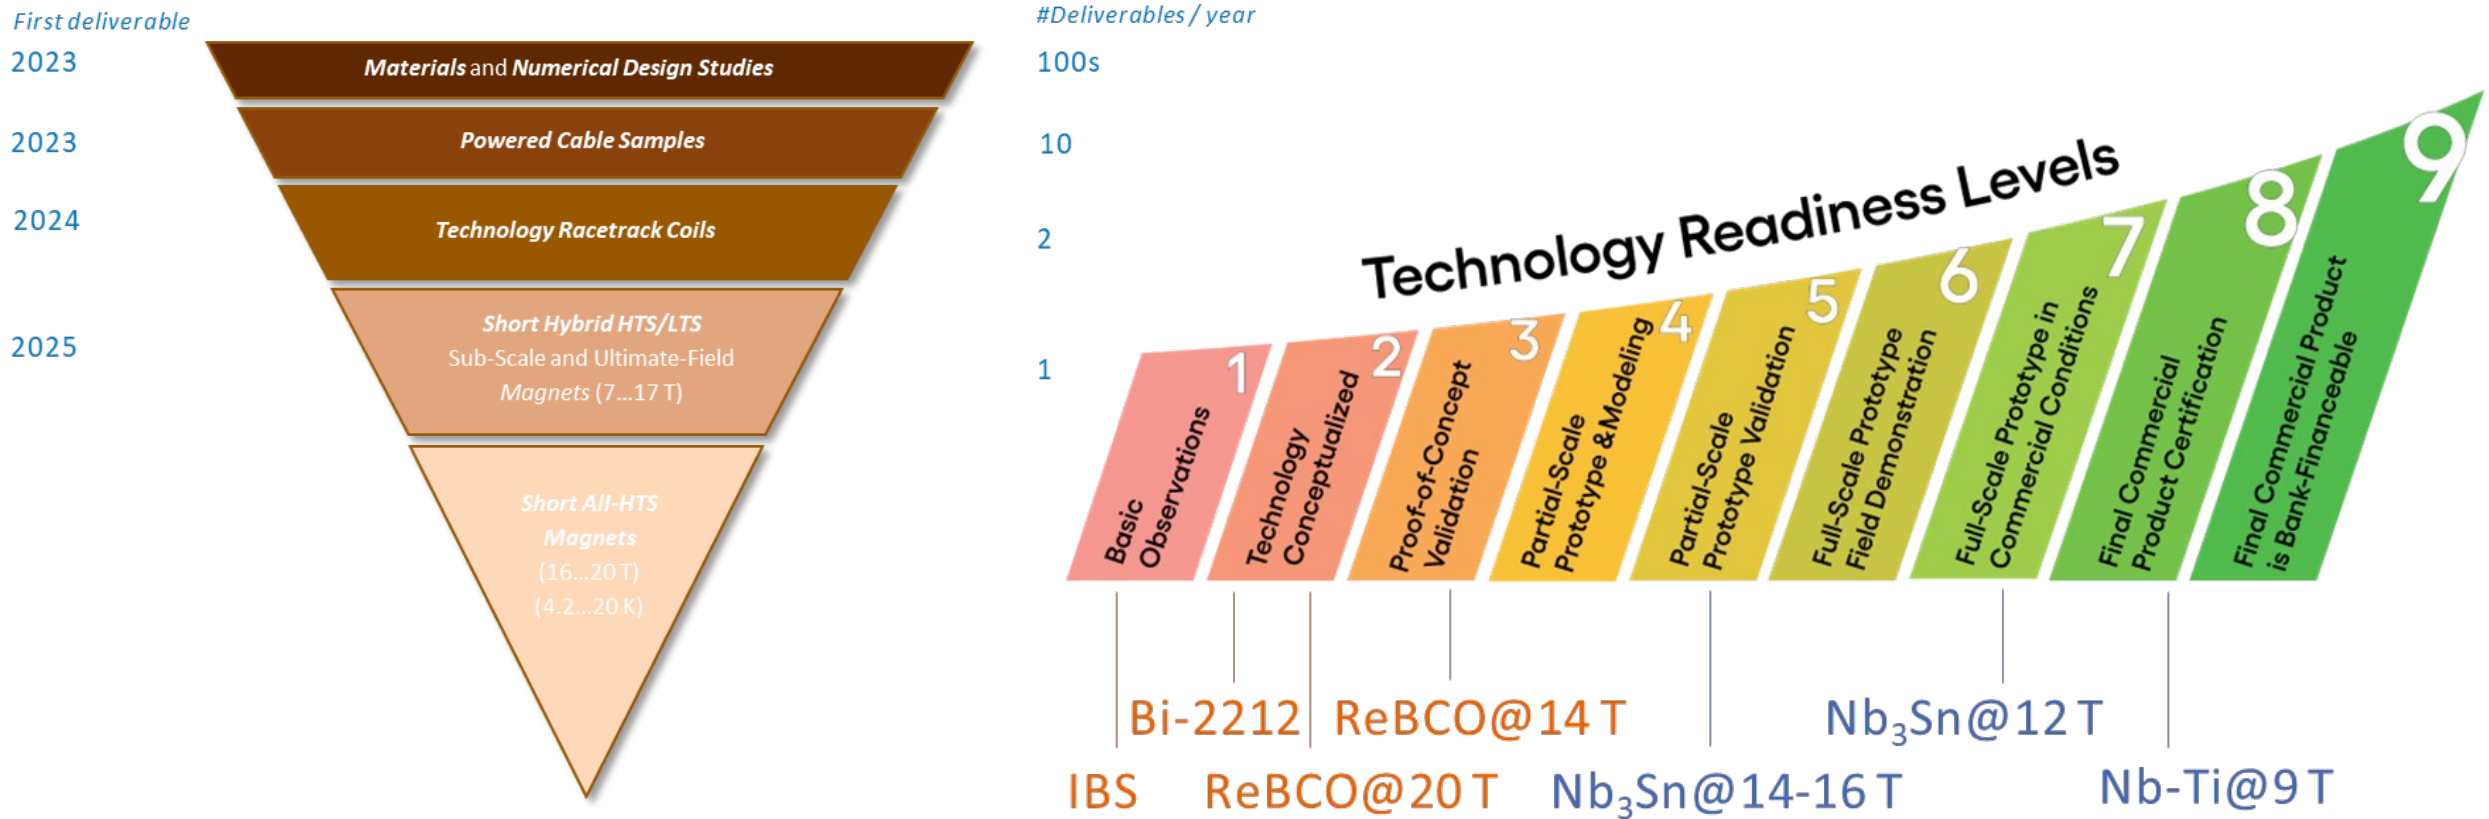 First deliverable
2023
2023
2024
2025
Materials and Numerical Design Studies
Powered Cable Samples
Technology Racetrack Coils
Short Hybrid HTS/LTS
Sub-Scale and Ultimate-Field
Magnets (7...17 T)
Short All-HTS
Magnets
(16...20 T)
(4.2...20 K)
#Deliverables / year
100s
10
2
1
Technology Readiness Levels
1
Basic
Observations
2
Technology
Conceptualized
3
Proof-of-Concept
Validation
4
Partial-Scale
Prototype & Modeling
5
Partial-Scale
Prototype Validation
6
Full-Scale Prototype
Field Demonstration
7
Full-Scale Prototype in
Commercial Conditions
8
Final Commercial
Product Certification
9
Final Commercial Product
is Bank-Financeable
Bi-2212
ReBCO@14 T
Nb₃Sn@12 T
IBS
ReBCO@20 T
Nb₃Sn@14-16 T
Nb-Ti@9 T